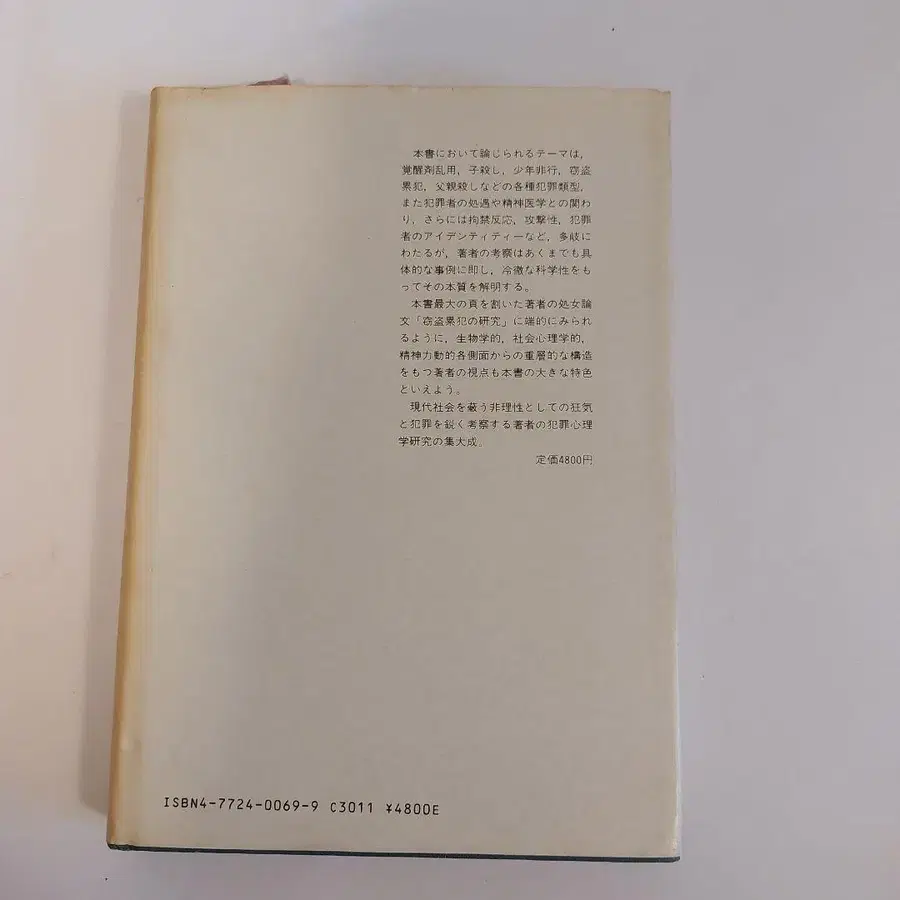 本書において論じられるテーマは，
覚醒剤乱用，子殺し，少年非行，窃盗
累犯，父親殺しなどの各種犯罪類型，
また犯罪者の処遇や精神医学との関わ
り，さらには拘禁反応，攻撃性，犯罪
者のアイデンティティーなど，多岐に
わたるが，著者の考察はあくまでも具
体的な事例に即し，冷徹な科学性をも
ってその本質を解明する。
本書最大の頁を割いた著者の処女論
文「窃盗累犯の研究」に端的にみられ
るように，生物学的，社会心理学的，
精神力動的各側面からの重層的な構造
をもつ著者の視点も本書の大きな特色
といえよう。
現代社会を蔽う非理性としての狂気
と犯罪を鋭く考察する著者の犯罪心理
学研究の集大成。
定価4800円
ISBN4-7724-0069-9 C3011 ¥4800E